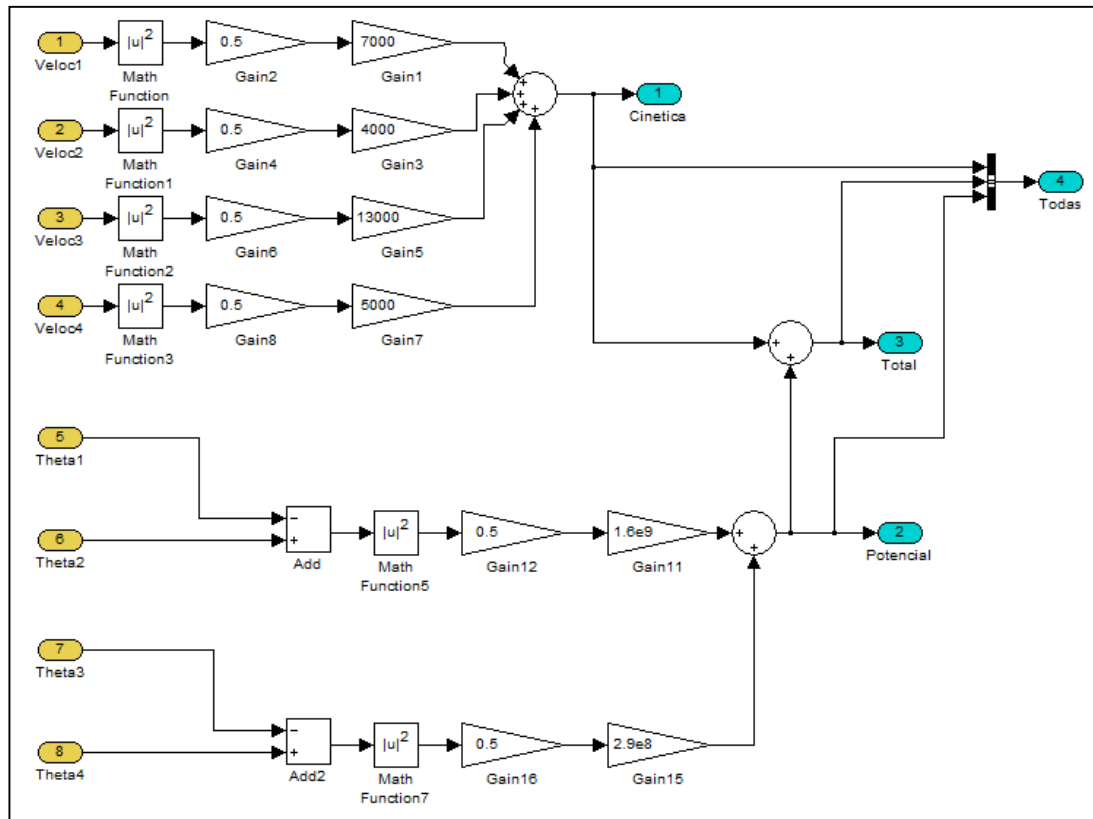 1
|u|²
0.5
7000
Veloc1
Math
Function
Gain2
Gain1
+
+
+
+
1
Cinetica
2
|u|²
0.5
4000
Veloc2
Math
Function1
Gain4
Gain3
4
Todas
3
|u|²
0.5
13000
Veloc3
Math
Function2
Gain6
Gain5
4
|u|²
0.5
5000
Veloc4
Math
Function3
Gain8
Gain7
+
+
3
Total
5
Theta1
6
Theta2
−
+
Add
|u|²
Math
Function5
0.5
Gain12
1.6e9
Gain11
+
+
2
Potencial
7
Theta3
8
Theta4
−
+
Add2
|u|²
Math
Function7
0.5
Gain16
2.9e8
Gain15